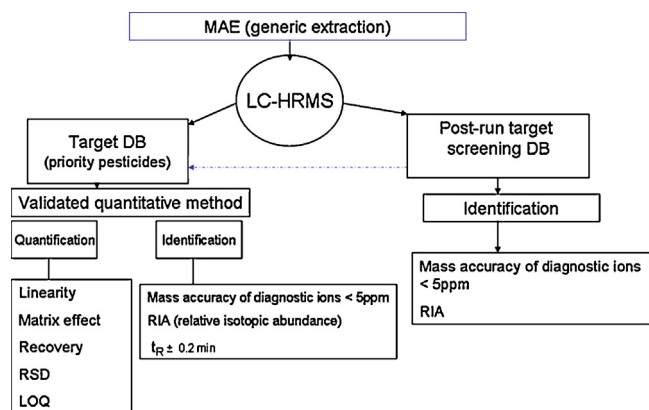 MAE (generic extraction)
LC-HRMS
Target DB
(priority pesticides)
Post-run target
screening DB
Validated quantitative method
Identification
Quantification
Identification
Linearity
Matrix effect
Recovery
RSD
LOQ
Mass accuracy of diagnostic ions < 5ppm
RIA (relative isotopic abundance)
tR ± 0.2 min
Mass accuracy of diagnostic ions
< 5ppm
RIA